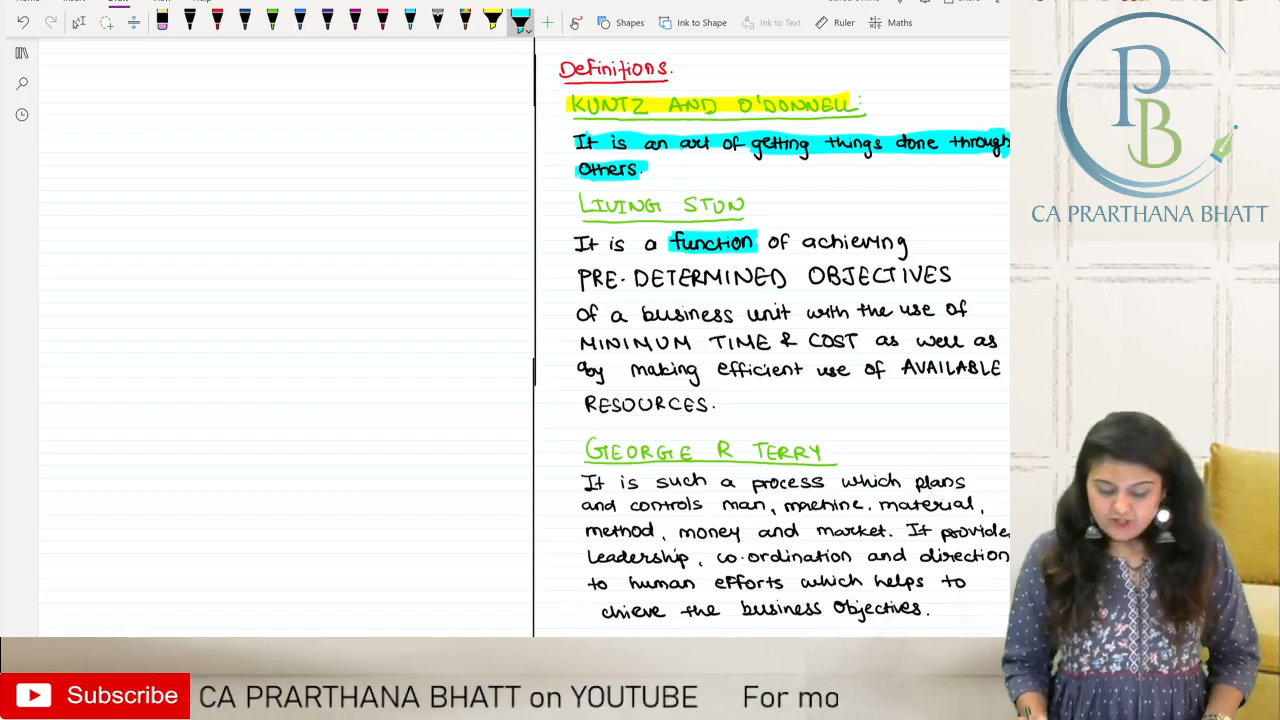 Shapes
Ink to Shape
Ink to Text
Ruler
Maths
Definitions.
KUNTZ AND O'DONNELL:
It is an art of getting things done through
others.
LIVING STON
It is a function of achieving
PRE-DETERMINED OBJECTIVES
of a business unit with the use of
MINIMUM TIME & COST as well as
by making efficient use of AVAILABLE
RESOURCES.
GEORGE R TERRY
It is such a process which plans
and controls man, machine, material,
method, money and market. It provide
leadership, co-ordination and direction
to human efforts which helps to
chieve the business objectives.
PB
CA PRARTHANA BHATT
Subscribe
CA PRARTHANA BHATT on YOUTUBE
For mo